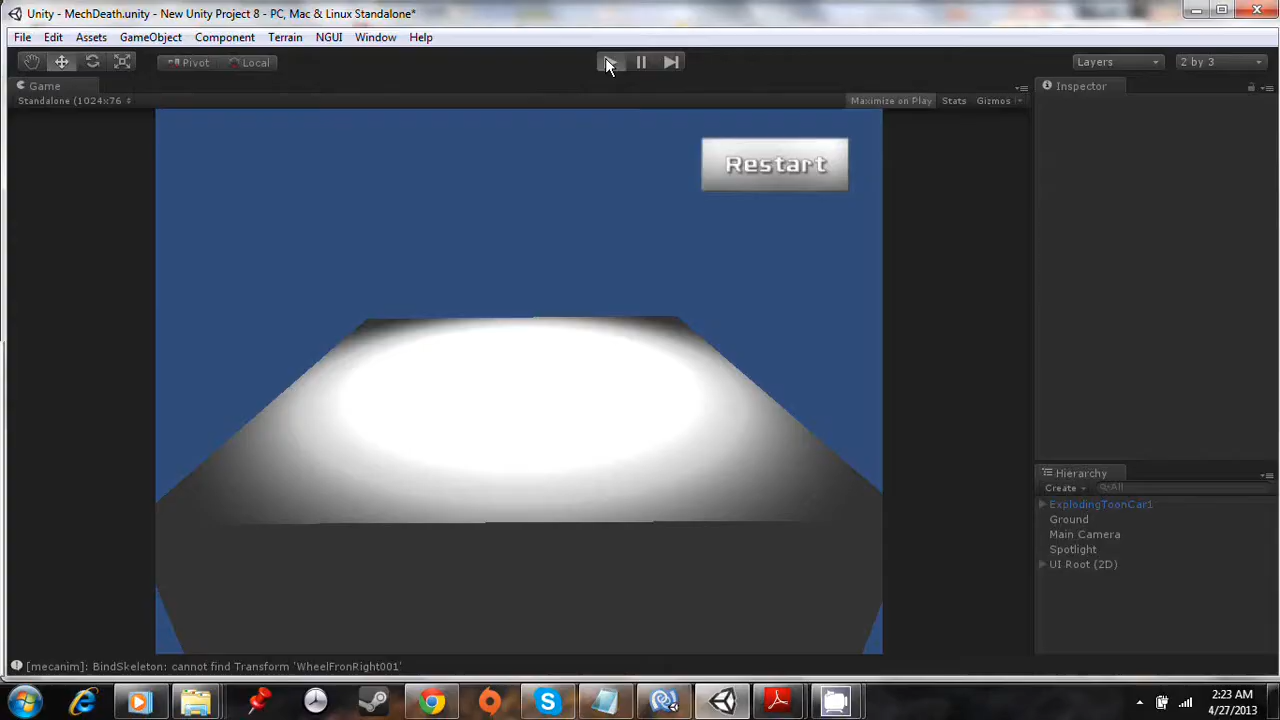 Unity - MechDeath.unity - New Unity Project 8 - PC, Mac & Linux Standalone*
File Edit Assets GameObject Component Terrain NGUI Window Help
Pivot Local Layers 2 by 3
Game Inspector
Standalone (1024x76 Maximize on Play Stats Gizmos
Restart
Hierarchy
Create All
ExplodingToonCar1
Ground
Main Camera
Spotlight
UI Root (2D)
[mecanim]: BindSkeleton: cannot find Transform 'WheelFronRight001'
2:23 AM
4/27/2013